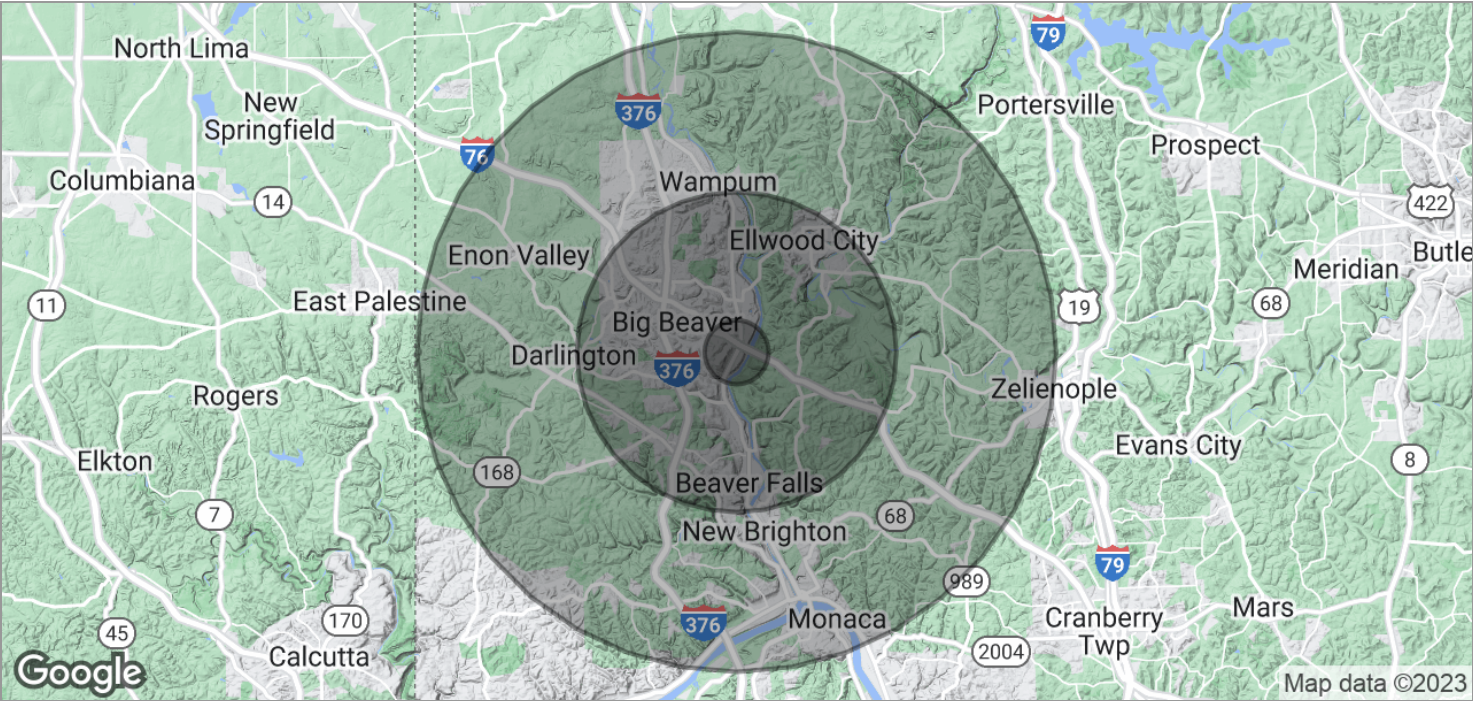 79
North Lima
New
Springfield
376
Portersville
Prospect
76
Columbiana
Wampum
14
422
Enon Valley
Ellwood City
Butle
Meridian
11
East Palestine
19
68
Big Beaver
Darlington
376
Rogers
Zelienople
Elkton
168
Evans City
8
Beaver Falls
7
New Brighton
68
79
989
45
170
376
Monaca
Cranberry
Twp
Mars
Calcutta
2004
Google
Map data ©2023